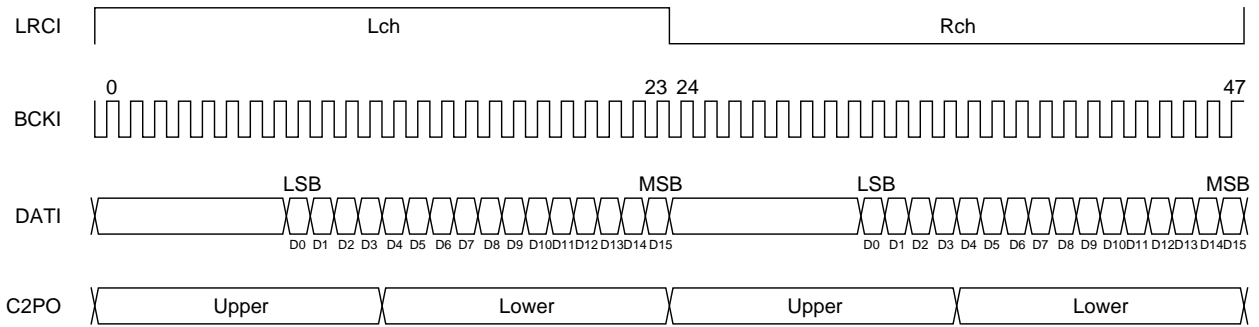 LRCI Lch Rch
0 23 24 47
BCKI
LSB MSB LSB MSB
DATI
D0 D1 D2 D3 D4 D5 D6 D7 D8 D9 D10 D11 D12 D13 D14 D15 D0 D1 D2 D3 D4 D5 D6 D7 D8 D9 D10 D11 D12 D13 D14 D15
C2PO Upper Lower Upper Lower